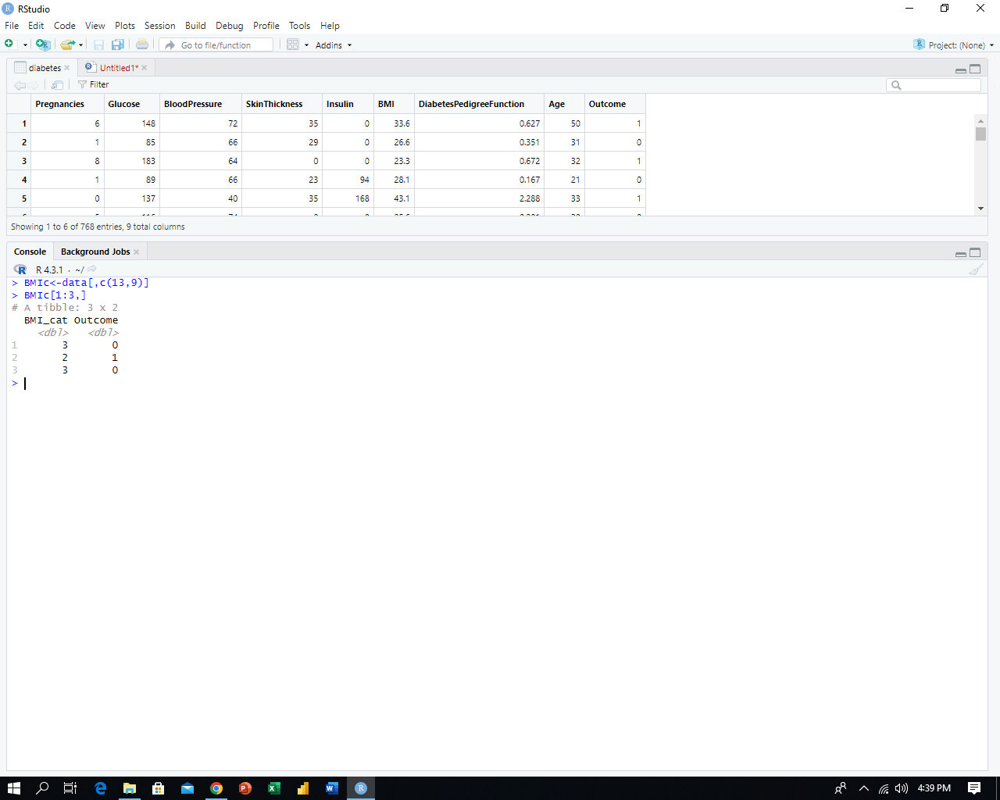 RStudio
File Edit Code View Plots Session Build Debug Profile Tools Help
Go to file/function Addins Project: (None)
diabetes Untitled1*
Filter
Pregnancies Glucose BloodPressure SkinThickness Insulin BMI DiabetesPedigreeFunction Age Outcome
1 6 148 72 35 0 33.6 0.627 50 1
2 1 85 66 29 0 26.6 0.351 31 0
3 8 183 64 0 0 23.3 0.672 32 1
4 1 89 66 23 94 28.1 0.167 21 0
5 0 137 40 35 168 43.1 2.288 33 1
Showing 1 to 6 of 768 entries, 9 total columns
Console Background Jobs
R 4.3.1 · ~/
> BMIc<-data[,c(13,9)]
> BMIc[1:3,]
# A tibble: 3 x 2
BMI_cat Outcome
<dbl> <dbl>
1 3 0
2 2 1
3 3 0
>
4:39 PM